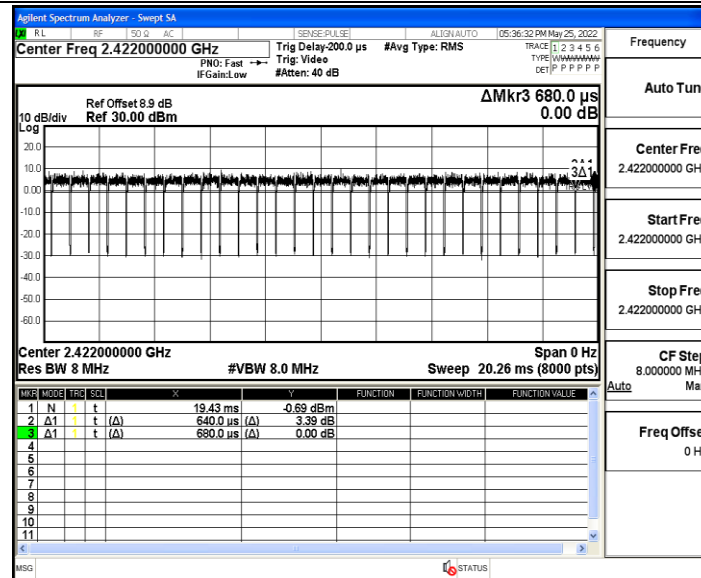 Agilent Spectrum Analyzer - Swept SA
RL RF 50 Ω AC SENSE:PULSE ALIGN AUTO 05:36:32 PM May 25, 2022
Center Freq 2.422000000 GHz
PNO: Fast
IFGain:Low
Trig Delay-200.0 µs
Trig: Video
#Atten: 40 dB
#Avg Type: RMS
TRACE 1 2 3 4 5 6
TYPE
DET P P P P P P
Ref Offset 8.9 dB
10 dB/div Ref 30.00 dBm
Log
ΔMkr3 680.0 µs
0.00 dB
20.0
10.0
0.00
-10.0
-20.0
-30.0
-40.0
-50.0
-60.0
3Δ1
Center 2.422000000 GHz Span 0 Hz
Res BW 8 MHz #VBW 8.0 MHz Sweep 20.26 ms (8000 pts)
MKR MODE TRC SCL X Y FUNCTION FUNCTION WIDTH FUNCTION VALUE
1 N 1 t 19.43 ms -0.69 dBm
2 Δ1 1 t (Δ) 640.0 µs (Δ) 3.39 dB
3 Δ1 1 t (Δ) 680.0 µs (Δ) 0.00 dB
4
5
6
7
8
9
10
11
MSG STATUS
Frequency
Auto Tun
Center Fre
2.422000000 GH
Start Fre
2.422000000 GH
Stop Fre
2.422000000 GH
CF Step
8.000000 MH
Auto Ma
Freq Offse
0 H